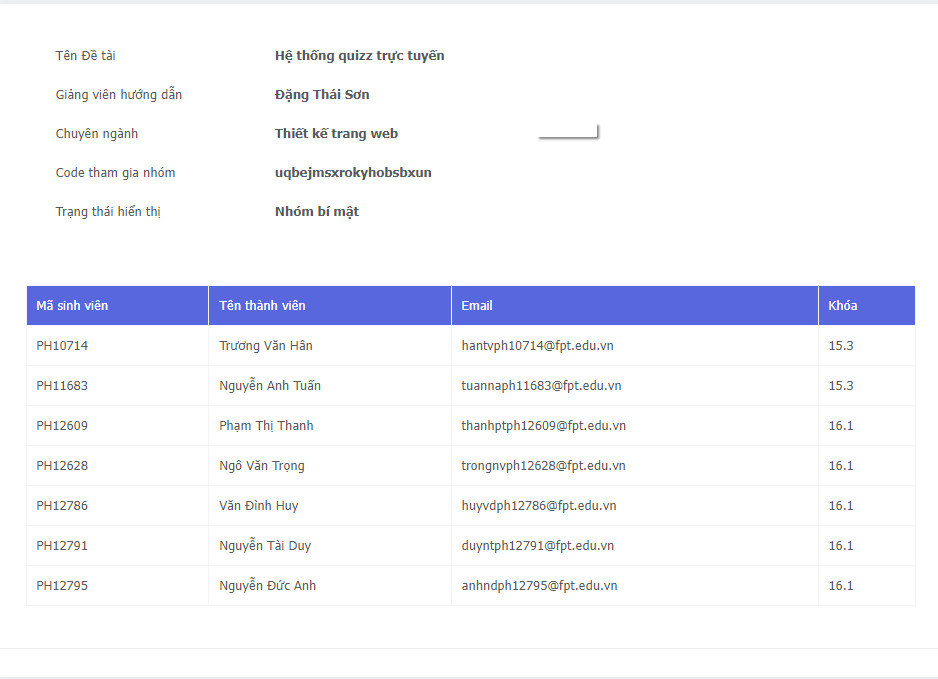 Tên Đề tài Hệ thống quizz trực tuyến
Giảng viên hướng dẫn Đặng Thái Sơn
Chuyên ngành Thiết kế trang web
Code tham gia nhóm uqbejmsxrokyhobsbxun
Trạng thái hiển thị Nhóm bí mật
Mã sinh viên Tên thành viên Email Khóa
PH10714 Trương Văn Hân hantvph10714@fpt.edu.vn 15.3
PH11683 Nguyễn Anh Tuấn tuannaph11683@fpt.edu.vn 15.3
PH12609 Phạm Thị Thanh thanhptph12609@fpt.edu.vn 16.1
PH12628 Ngô Văn Trọng trongnvph12628@fpt.edu.vn 16.1
PH12786 Văn Đình Huy huyvdph12786@fpt.edu.vn 16.1
PH12791 Nguyễn Tài Duy duyntph12791@fpt.edu.vn 16.1
PH12795 Nguyễn Đức Anh anhndph12795@fpt.edu.vn 16.1